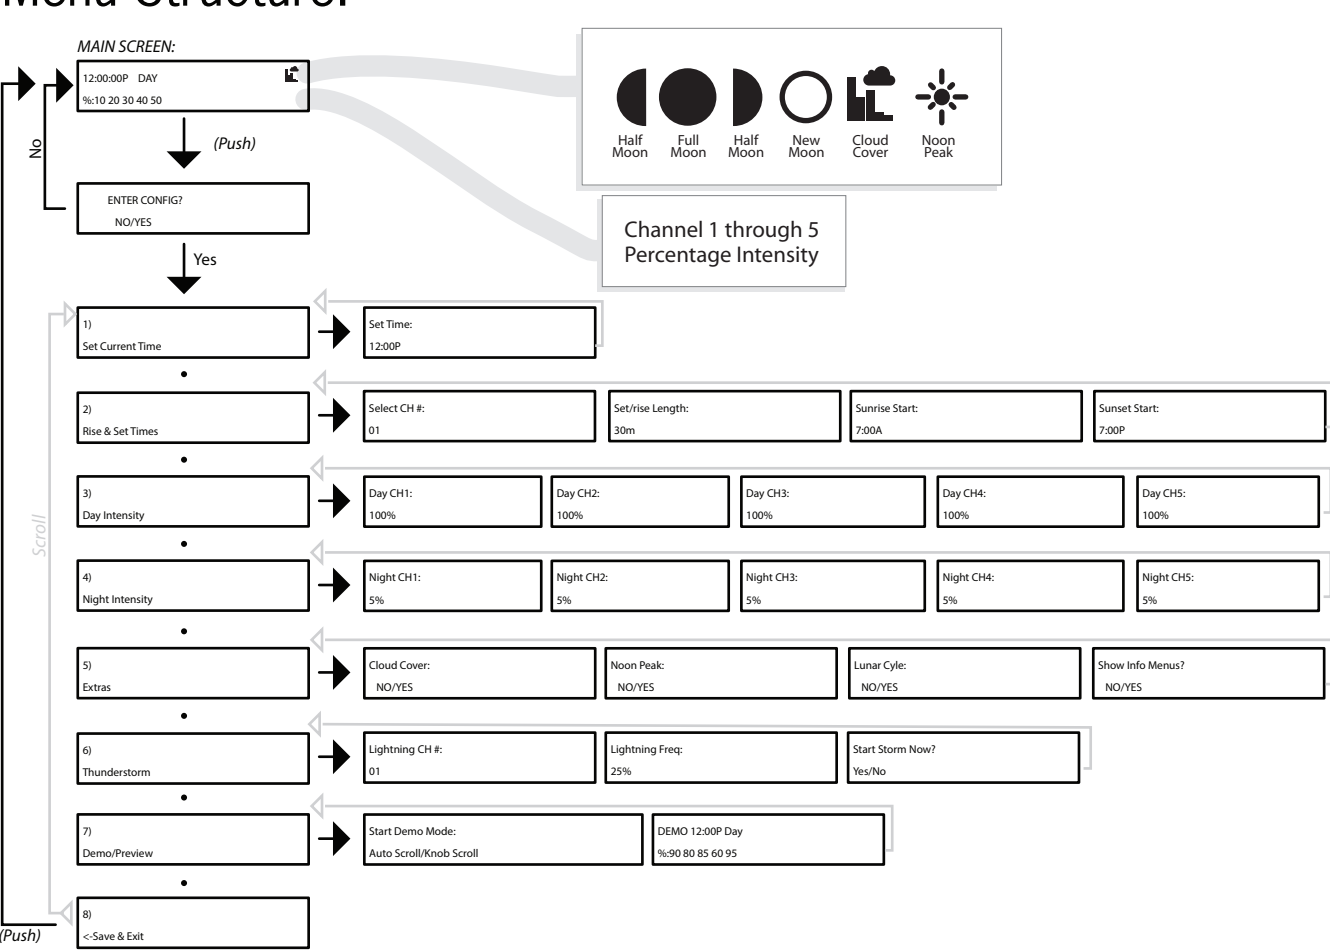 Menu Structure:
MAIN SCREEN:
12:00:00P DAY
%:10 20 30 40 50
Half Moon
Full Moon
Half Moon
New Moon
Cloud Cover
Noon Peak
No
(Push)
ENTER CONFIG?
NO/YES
Channel 1 through 5
Percentage Intensity
Yes
1)
Set Current Time
Set Time:
12:00P
2)
Rise & Set Times
Select CH #:
01
Set/rise Length:
30m
Sunrise Start:
7:00A
Sunset Start:
7:00P
3)
Day Intensity
Day CH1:
100%
Day CH2:
100%
Day CH3:
100%
Day CH4:
100%
Day CH5:
100%
Scroll
4)
Night Intensity
Night CH1:
5%
Night CH2:
5%
Night CH3:
5%
Night CH4:
5%
Night CH5:
5%
5)
Extras
Cloud Cover:
NO/YES
Noon Peak:
NO/YES
Lunar Cyle:
NO/YES
Show Info Menus?
NO/YES
6)
Thunderstorm
Lightning CH #:
01
Lightning Freq:
25%
Start Storm Now?
Yes/No
7)
Demo/Preview
Start Demo Mode:
Auto Scroll/Knob Scroll
DEMO 12:00P Day
%:90 80 85 60 95
8)
<-Save & Exit
(Push)